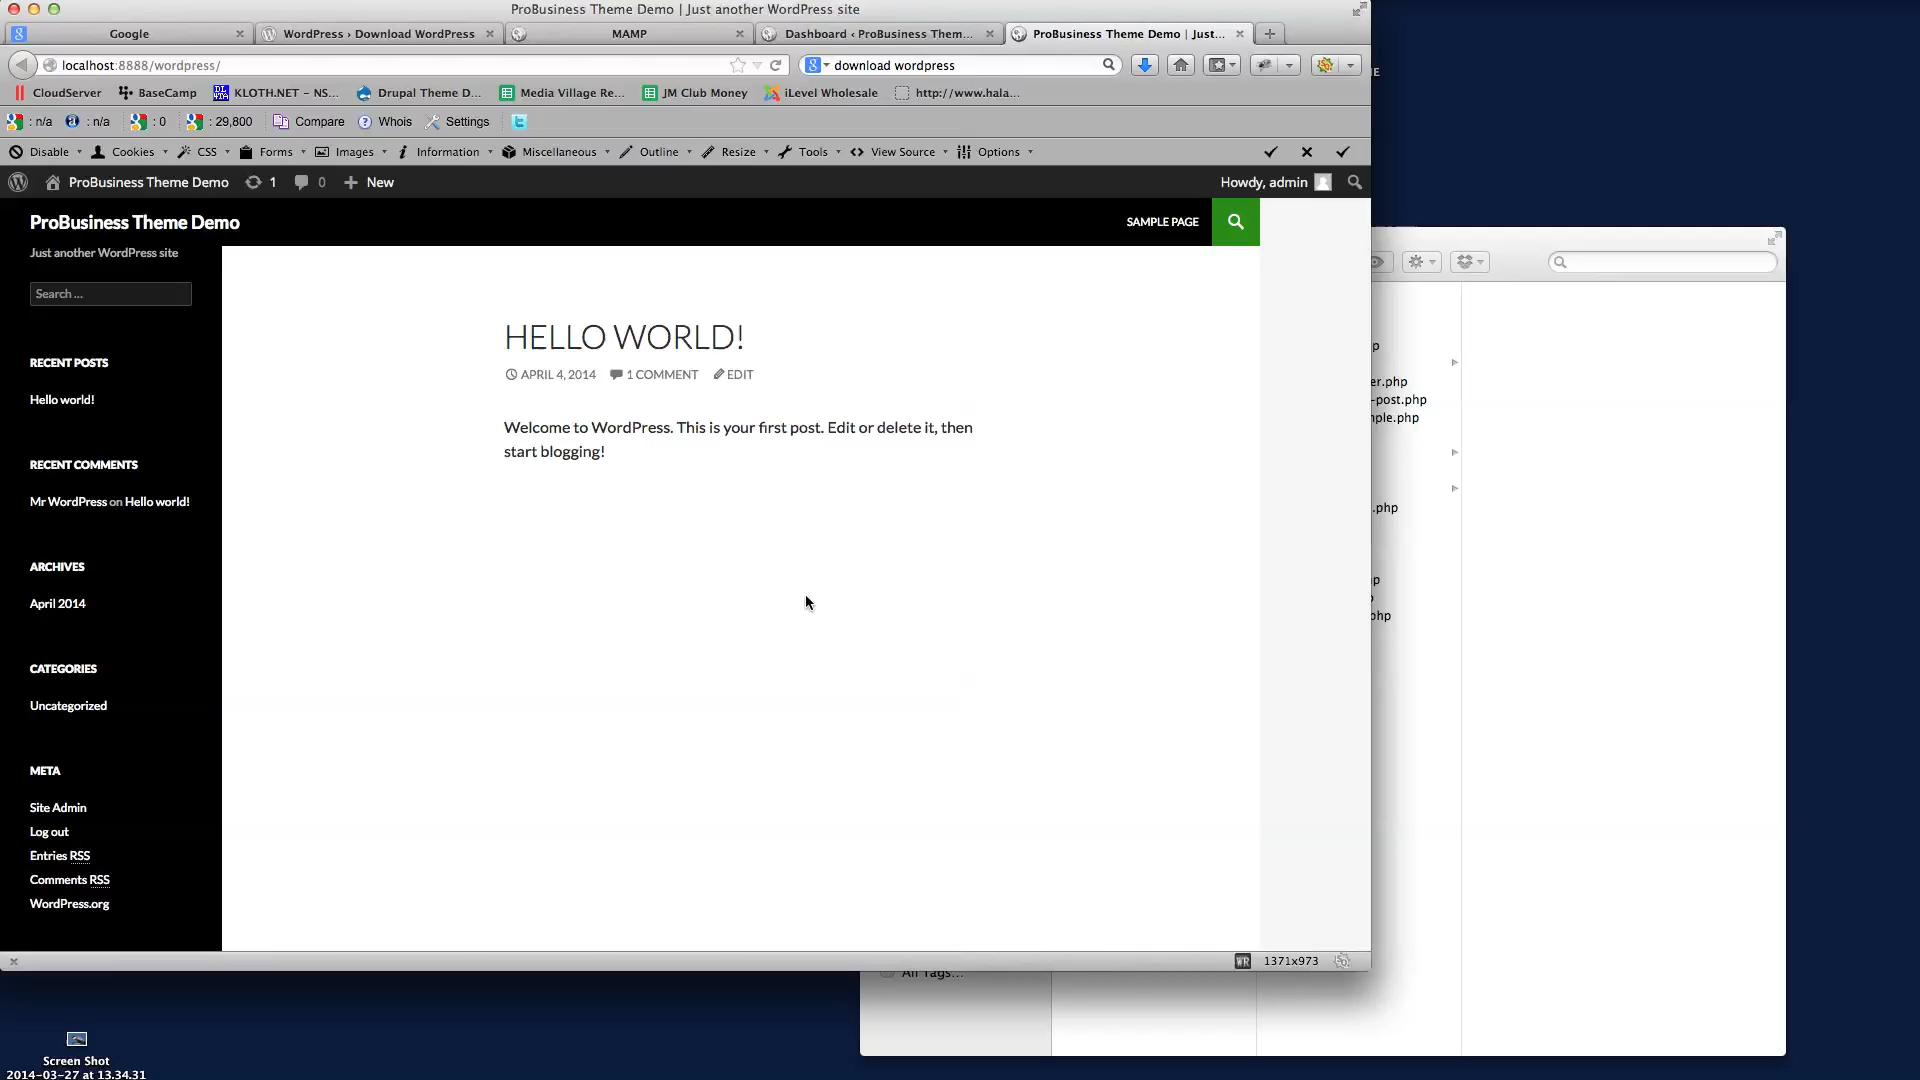 ProBusiness Theme Demo | Just another WordPress site
Google
WordPress › Download WordPress
MAMP
Dashboard ‹ ProBusiness Them...
ProBusiness Theme Demo | Just...
localhost:8888/wordpress/
download wordpress
CloudServer
BaseCamp
KLOTH.NET - NS...
Drupal Theme D...
Media Village Re...
JM Club Money
iLevel Wholesale
http://www.hala...
: n/a
: n/a
: 0
: 29,800
Compare
Whois
Settings
Disable
Cookies
CSS
Forms
Images
Information
Miscellaneous
Outline
Resize
Tools
View Source
Options
ProBusiness Theme Demo
1
0
New
Howdy, admin
ProBusiness Theme Demo
SAMPLE PAGE
Just another WordPress site
Search ...
HELLO WORLD!
APRIL 4, 2014
1 COMMENT
EDIT
Welcome to WordPress. This is your first post. Edit or delete it, then
start blogging!
RECENT POSTS
Hello world!
RECENT COMMENTS
Mr WordPress on Hello world!
ARCHIVES
April 2014
CATEGORIES
Uncategorized
META
Site Admin
Log out
Entries RSS
Comments RSS
WordPress.org
er.php
-post.php
mple.php
.php
1371x973
All Tags...
Screen Shot
2014-03-27 at 13.34.31